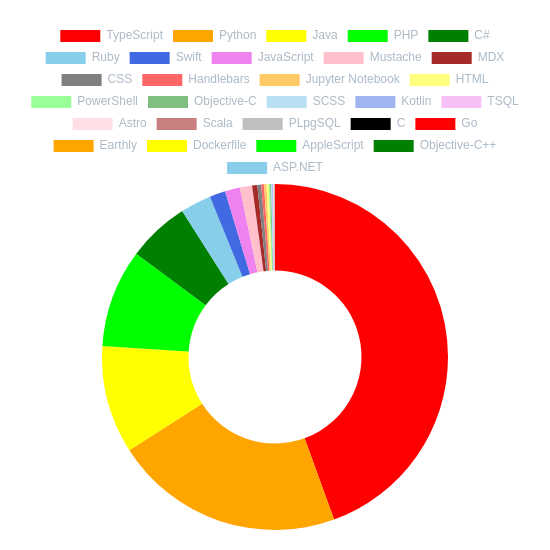 TypeScript Python Java PHP C#
Ruby Swift JavaScript Mustache MDX
CSS Handlebars Jupyter Notebook HTML
PowerShell Objective-C SCSS Kotlin TSQL
Astro Scala PLpgSQL C Go
Earthly Dockerfile AppleScript Objective-C++
ASP.NET